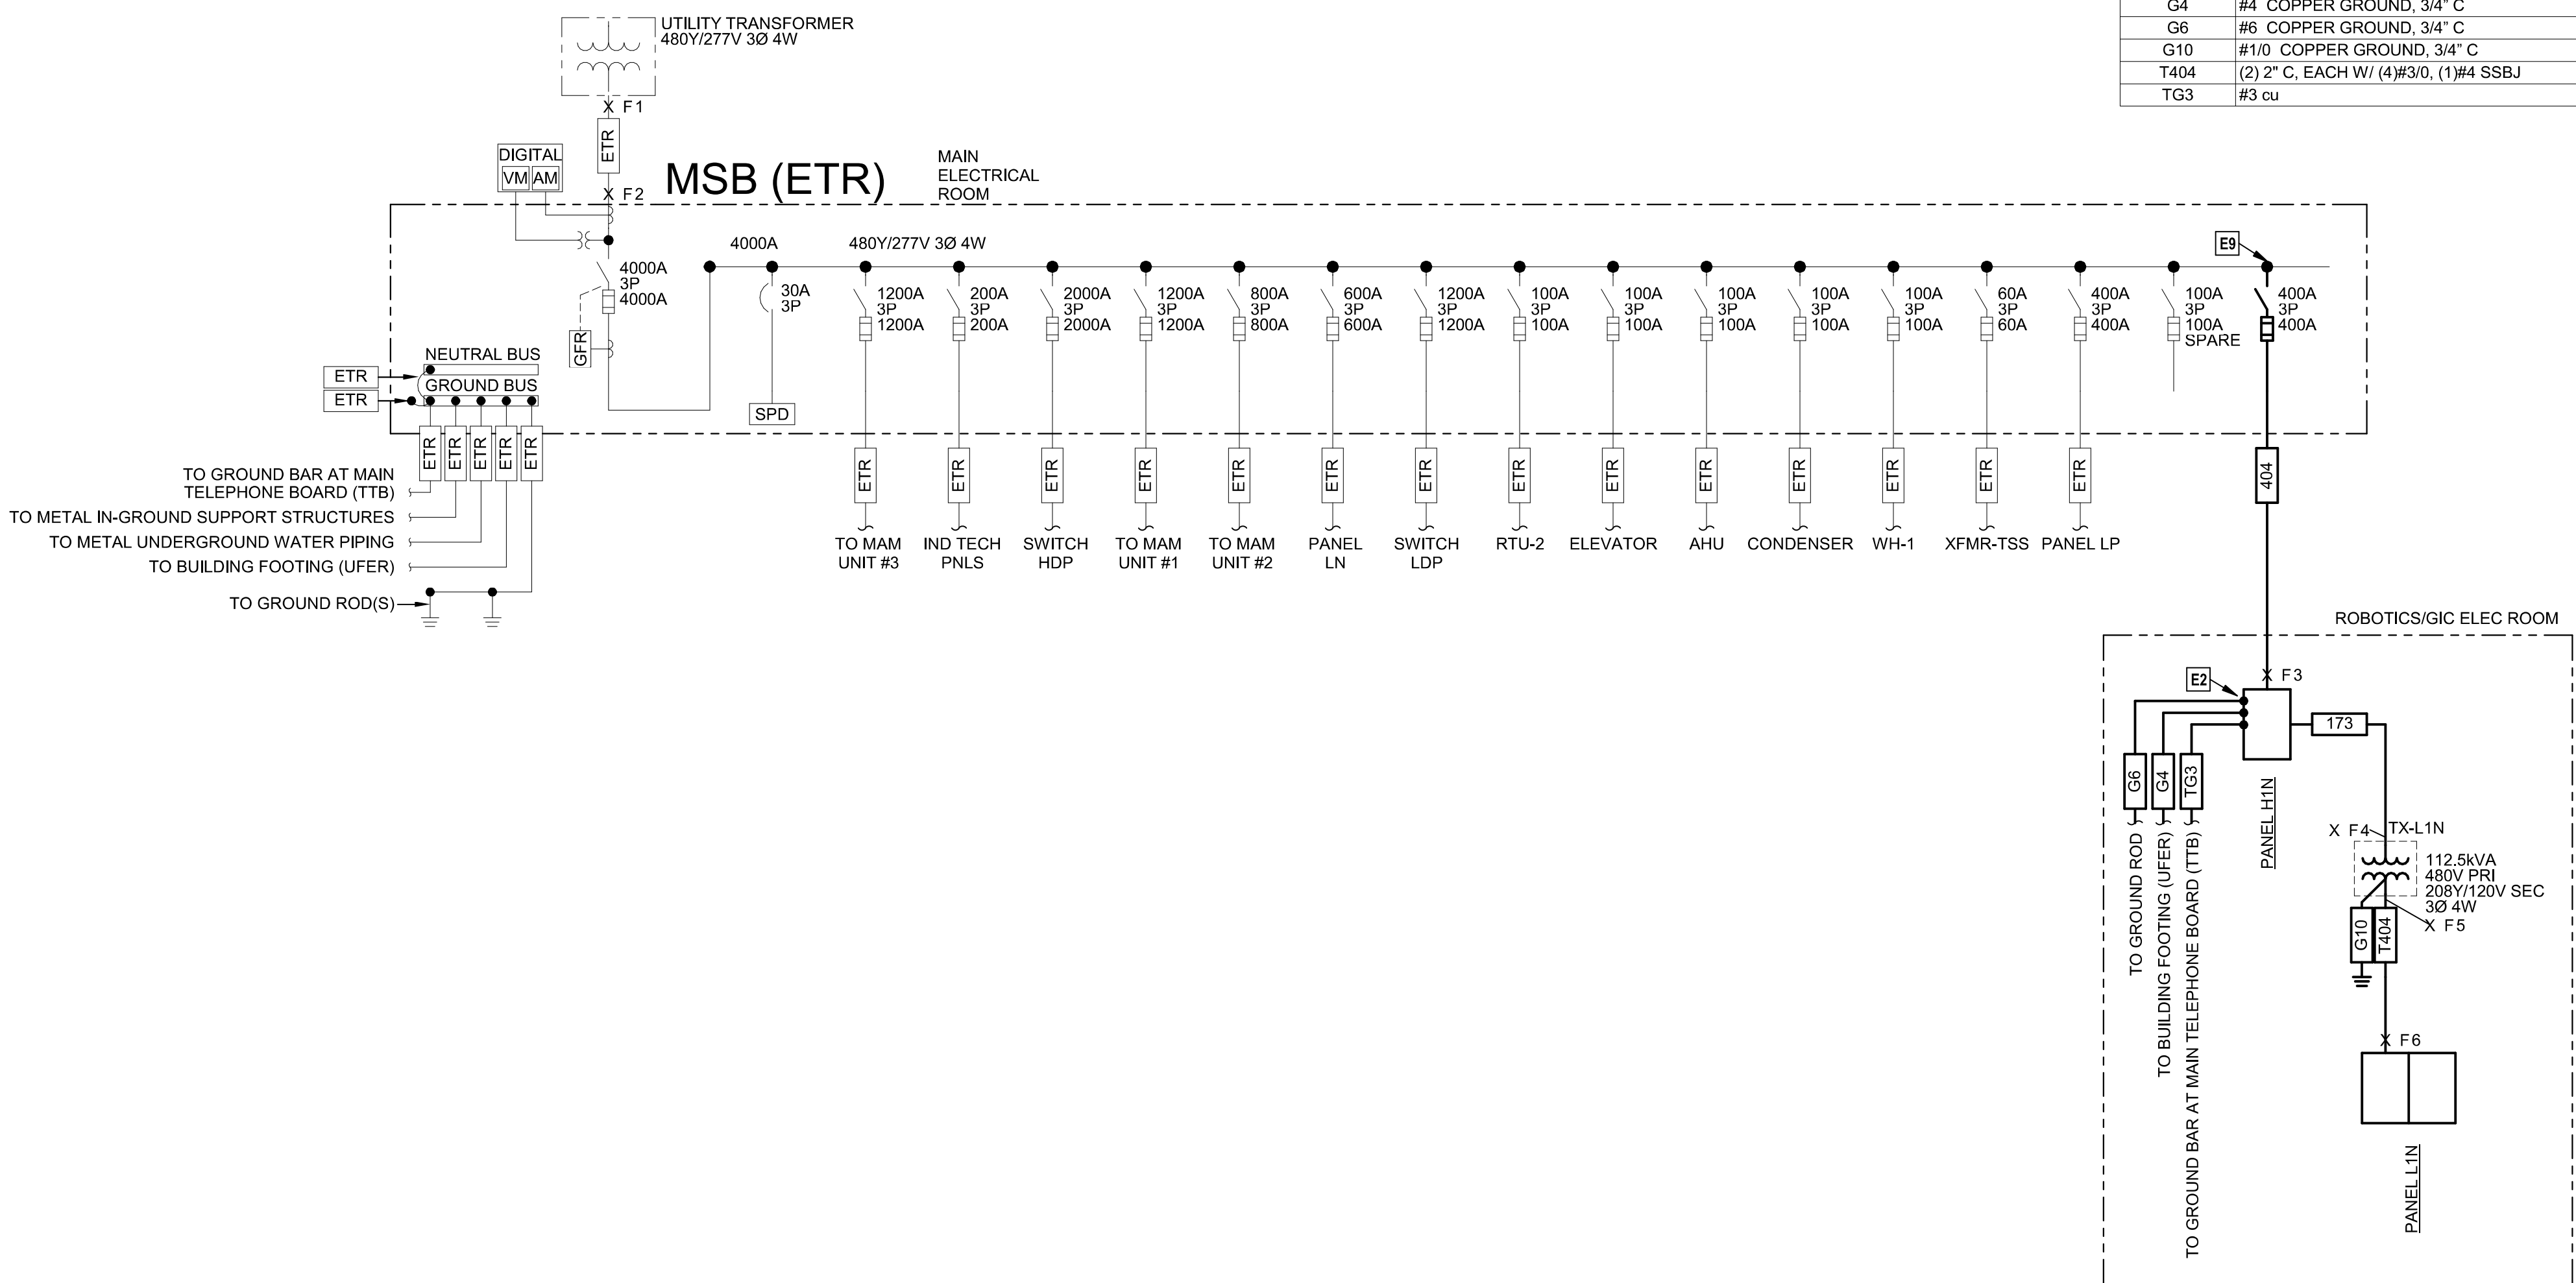 G4 #4 COPPER GROUND, 3/4" C
G6 #6 COPPER GROUND, 3/4" C
G10 #1/0 COPPER GROUND, 3/4" C
T404 (2) 2" C, EACH W/ (4)#3/0, (1)#4 SSBJ
TG3 #3 cu
UTILITY TRANSFORMER
480Y/277V 3Ø 4W
X F1
ETR
DIGITAL
VM AM
X F2
MSB (ETR)
MAIN
ELECTRICAL
ROOM
4000A
3P
4000A
GFR
4000A
480Y/277V 3Ø 4W
E9
30A
3P
SPD
1200A
3P
1200A
200A
3P
200A
2000A
3P
2000A
1200A
3P
1200A
800A
3P
800A
600A
3P
600A
1200A
3P
1200A
100A
3P
100A
100A
3P
100A
100A
3P
100A
100A
3P
100A
100A
3P
100A
60A
3P
60A
400A
3P
400A
100A
3P
100A
SPARE
400A
3P
400A
NEUTRAL BUS
GROUND BUS
ETR
ETR
ETR
ETR
ETR
ETR
ETR
TO GROUND BAR AT MAIN
TELEPHONE BOARD (TTB)
TO METAL IN-GROUND SUPPORT STRUCTURES
TO METAL UNDERGROUND WATER PIPING
TO BUILDING FOOTING (UFER)
TO GROUND ROD(S)
ETR
ETR
ETR
ETR
ETR
ETR
ETR
ETR
ETR
ETR
ETR
ETR
ETR
ETR
404
TO MAM
UNIT #3
IND TECH
PNLS
SWITCH
HDP
TO MAM
UNIT #1
TO MAM
UNIT #2
PANEL
LN
SWITCH
LDP
RTU-2
ELEVATOR
AHU
CONDENSER
WH-1
XFMR-TSS
PANEL LP
ROBOTICS/GIC ELEC ROOM
X F3
E2
173
G6
G4
TG3
TO GROUND ROD
TO BUILDING FOOTING (UFER)
TO GROUND BAR AT MAIN TELEPHONE BOARD (TTB)
PANEL H1N
X F4
TX-L1N
112.5kVA
480V PRI
208Y/120V SEC
3Ø 4W
X F5
G10
T404
X F6
PANEL L1N